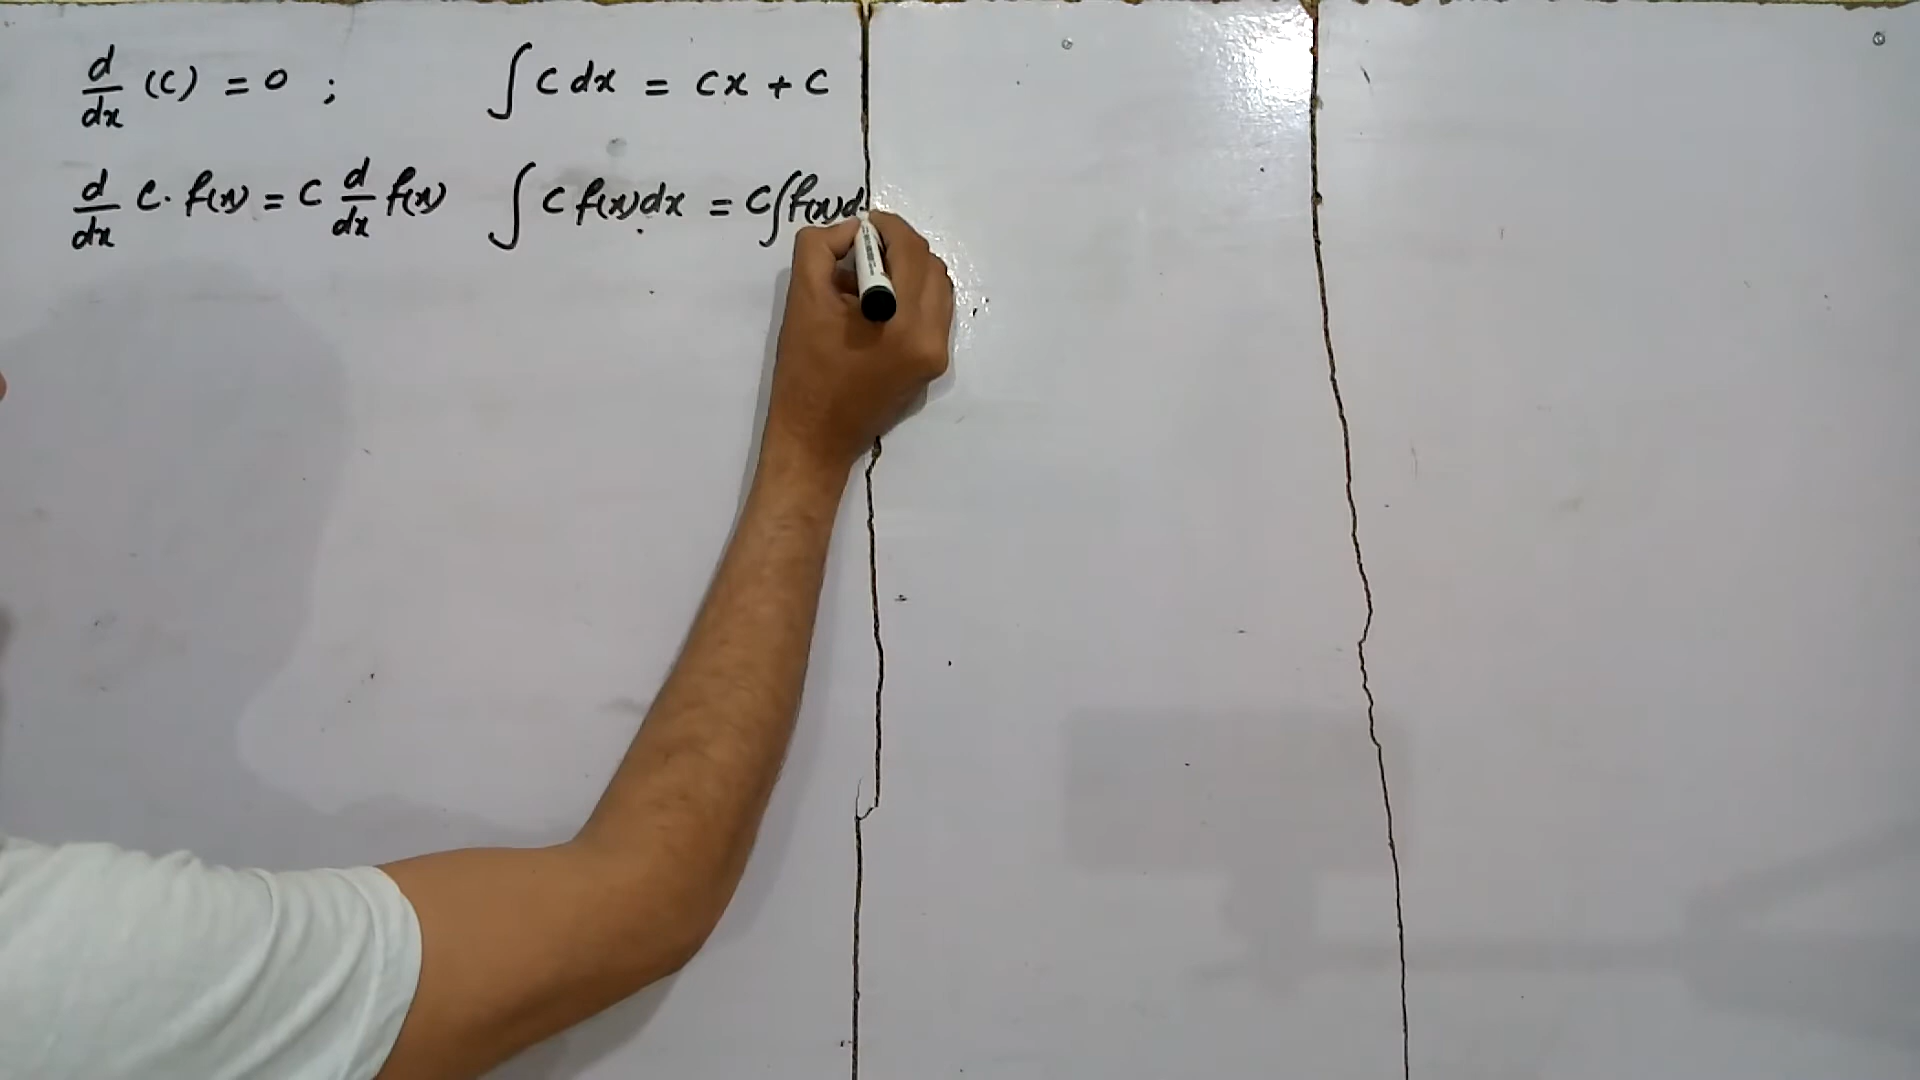 d/dx (C) = 0 ; ∫ C dx = Cx + C
d/dx C. f(x) = C d/dx f(x) ∫ C f(x) dx = C ∫ f(x) d